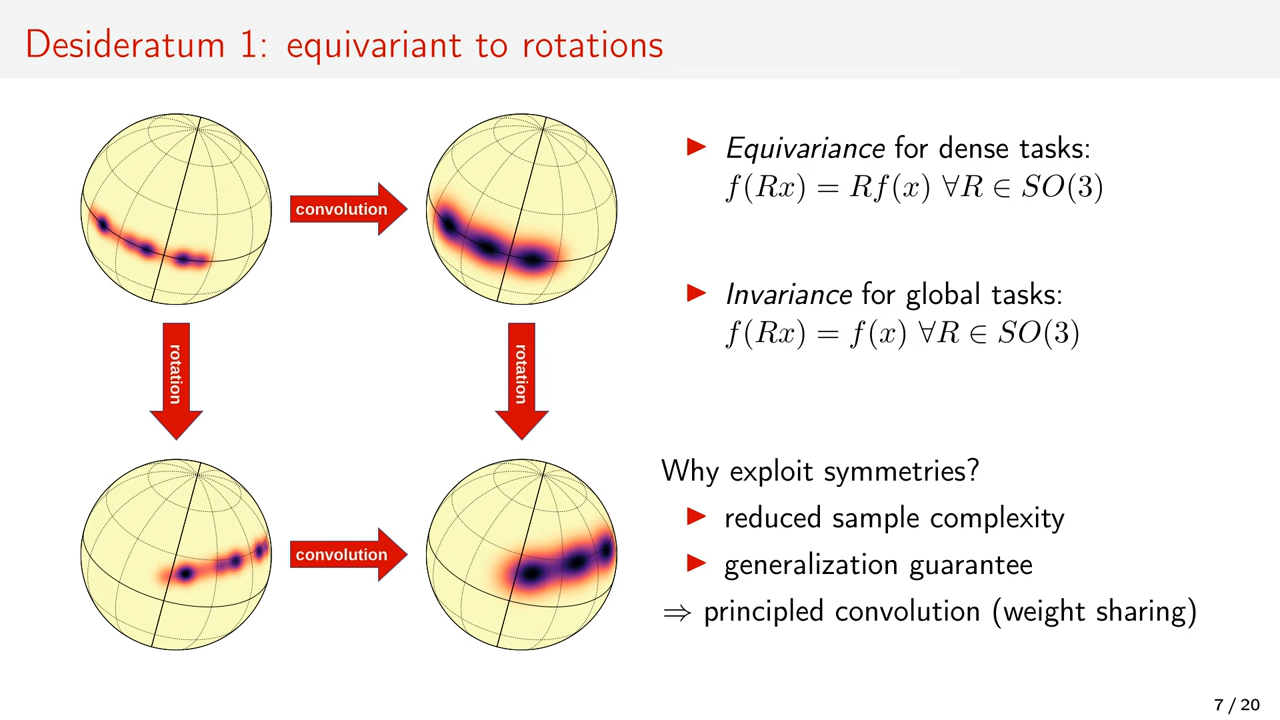 Desideratum 1: equivariant to rotations
convolution
rotation
rotation
convolution
▶ Equivariance for dense tasks:
f(Rx) = Rf(x) ∀R ∈ SO(3)
▶ Invariance for global tasks:
f(Rx) = f(x) ∀R ∈ SO(3)
Why exploit symmetries?
▶ reduced sample complexity
▶ generalization guarantee
⇒ principled convolution (weight sharing)
7 / 20